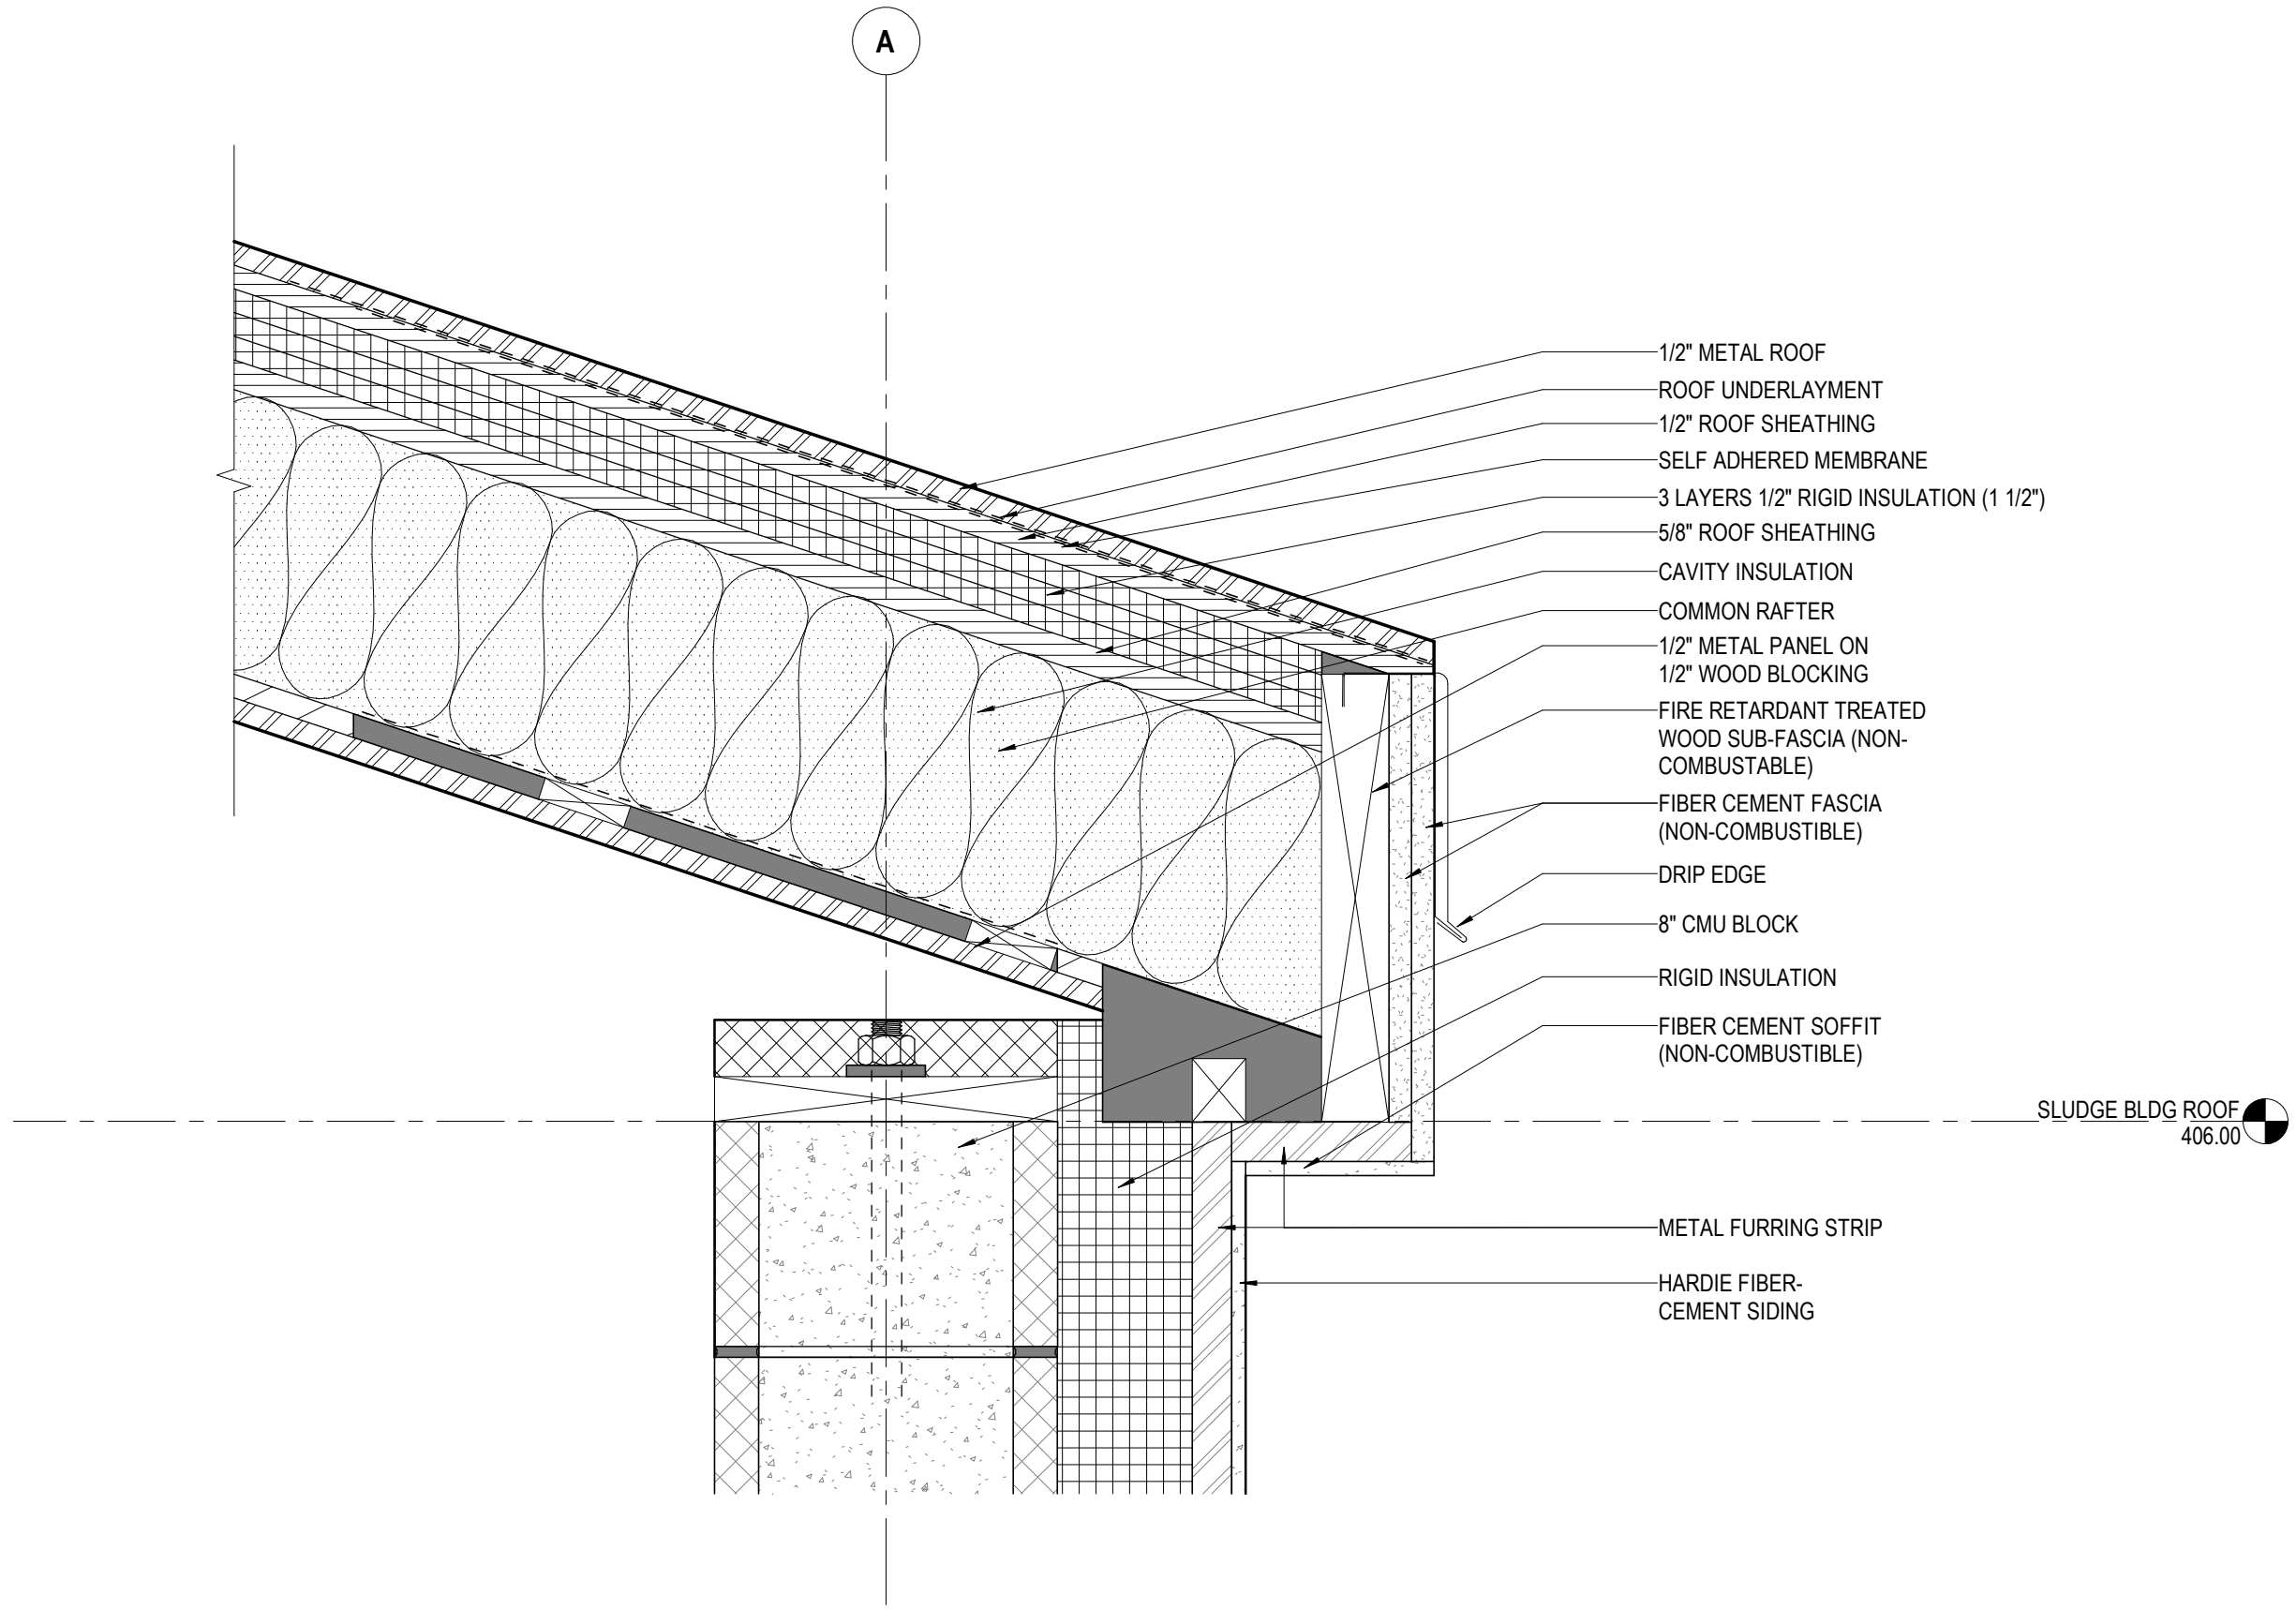 A
1/2" METAL ROOF
ROOF UNDERLAYMENT
1/2" ROOF SHEATHING
SELF ADHERED MEMBRANE
3 LAYERS 1/2" RIGID INSULATION (1 1/2")
5/8" ROOF SHEATHING
CAVITY INSULATION
COMMON RAFTER
1/2" METAL PANEL ON
1/2" WOOD BLOCKING
FIRE RETARDANT TREATED
WOOD SUB-FASCIA (NON-
COMBUSTABLE)
FIBER CEMENT FASCIA
(NON-COMBUSTIBLE)
DRIP EDGE
8" CMU BLOCK
RIGID INSULATION
FIBER CEMENT SOFFIT
(NON-COMBUSTIBLE)
SLUDGE BLDG ROOF
406.00
METAL FURRING STRIP
HARDIE FIBER-
CEMENT SIDING